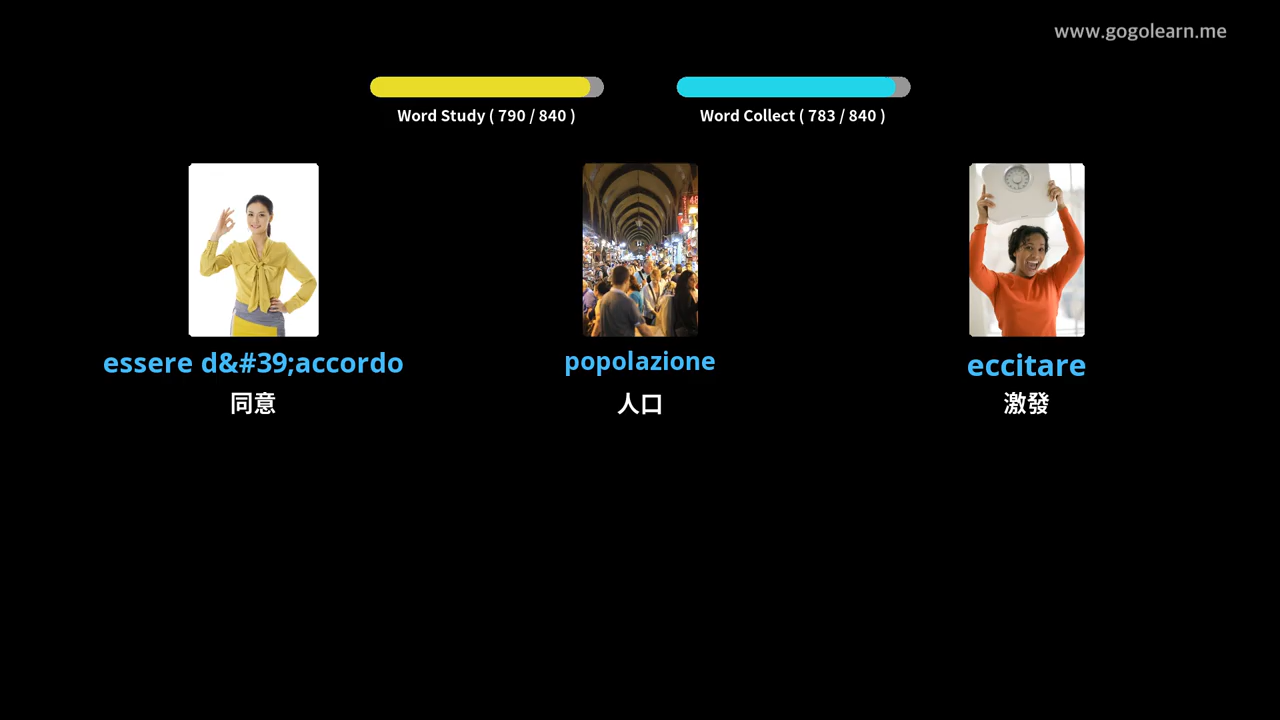 www.gogolearn.me
Word Study ( 790 / 840 )
Word Collect ( 783 / 840 )
essere d&#39;accordo
popolazione
eccitare
同意
人口
激發